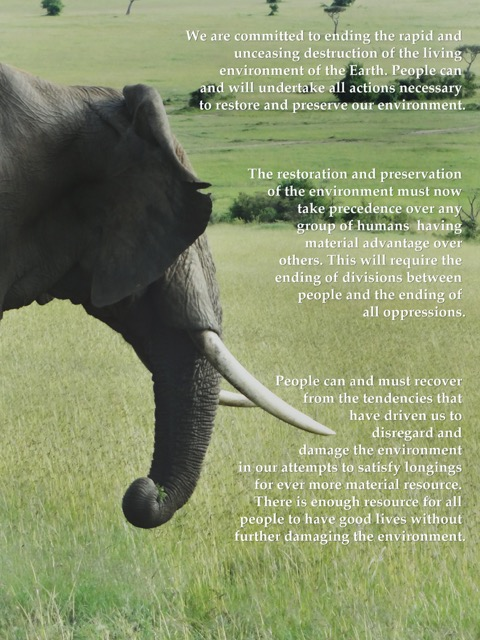 We are committed to ending the rapid and
unceasing destruction of the living
environment of the Earth. People can
and will undertake all actions necessary
to restore and preserve our environment.
The restoration and preservation
of the environment must now
take precedence over any
group of humans having
material advantage over
others. This will require the
ending of divisions between
people and the ending of
all oppressions.
People can and must recover
from the tendencies that
have driven us to
disregard and
damage the environment
in our attempts to satisfy longings
for ever more material resource.
There is enough resource for all
people to have good lives without
further damaging the environment.